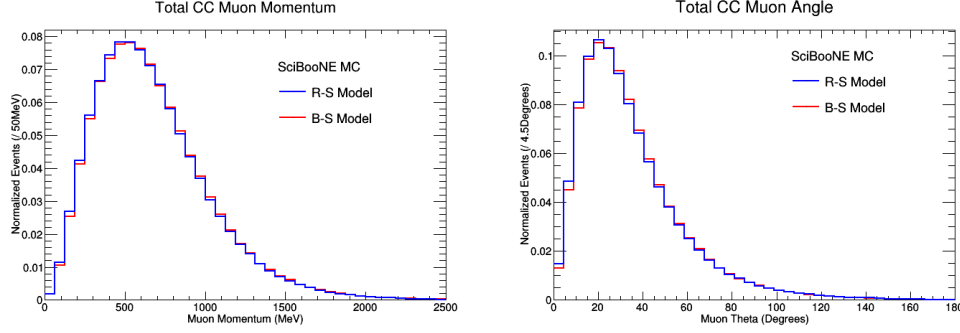 Total CC Muon Momentum
Normalized Events(/ 50MeV)
0.08
0.07
0.06
0.05
0.04
0.03
0.02
0.01
0
SciBooNE MC
R-S Model
B-S Model
0 500 1000 1500 2000 2500
Muon Momentum (MeV)
Total CC Muon Angle
Normalized Events(/ 4.5Degrees)
0.1
0.08
0.06
0.04
0.02
0
SciBooNE MC
R-S Model
B-S Model
0 20 40 60 80 100 120 140 160 180
Muon Theta (Degrees)